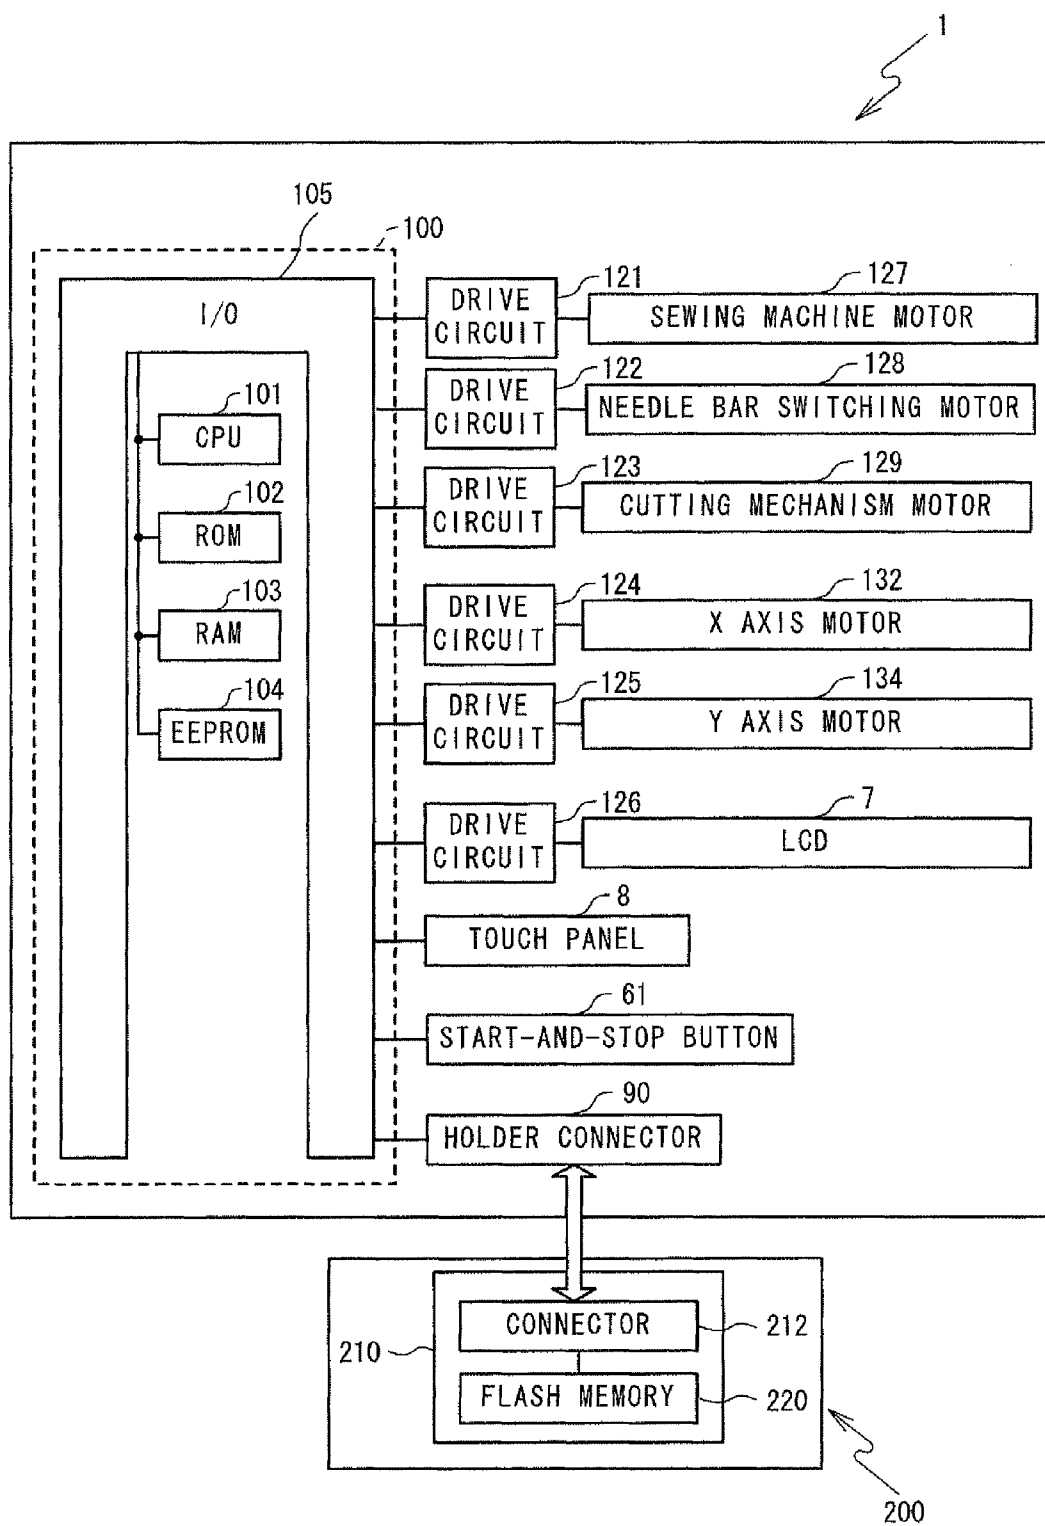 1
105
100
I/O
101
CPU
102
ROM
103
RAM
104
EEPROM
121
DRIVE
CIRCUIT
127
SEWING MACHINE MOTOR
122
DRIVE
CIRCUIT
128
NEEDLE BAR SWITCHING MOTOR
123
DRIVE
CIRCUIT
129
CUTTING MECHANISM MOTOR
124
DRIVE
CIRCUIT
132
X AXIS MOTOR
125
DRIVE
CIRCUIT
134
Y AXIS MOTOR
126
DRIVE
CIRCUIT
7
LCD
8
TOUCH PANEL
61
START-AND-STOP BUTTON
90
HOLDER CONNECTOR
210
CONNECTOR
212
FLASH MEMORY
220
200